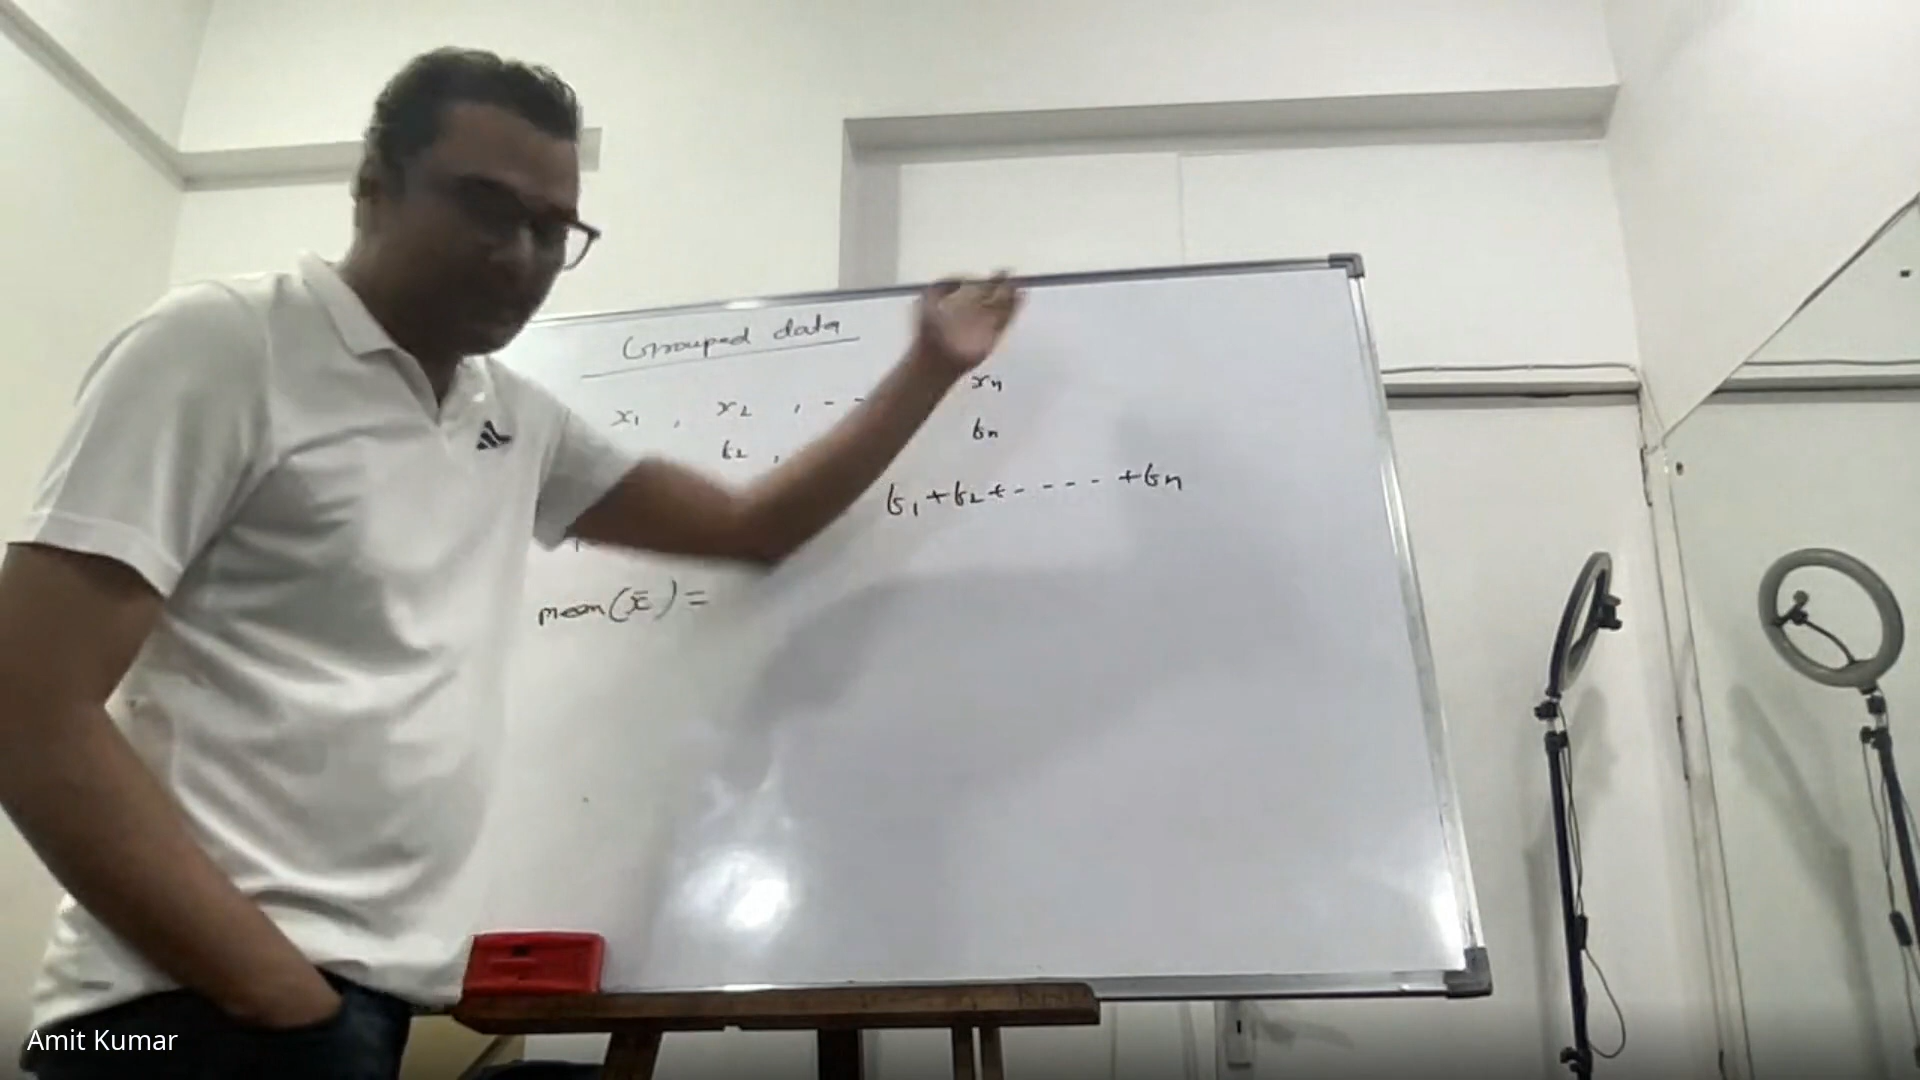 Grouped data
x₁ , x₂ , - - xₙ
f₂ , fₙ
f₁+f₂+- - - - +fₙ
mean(x̄) =
Amit Kumar